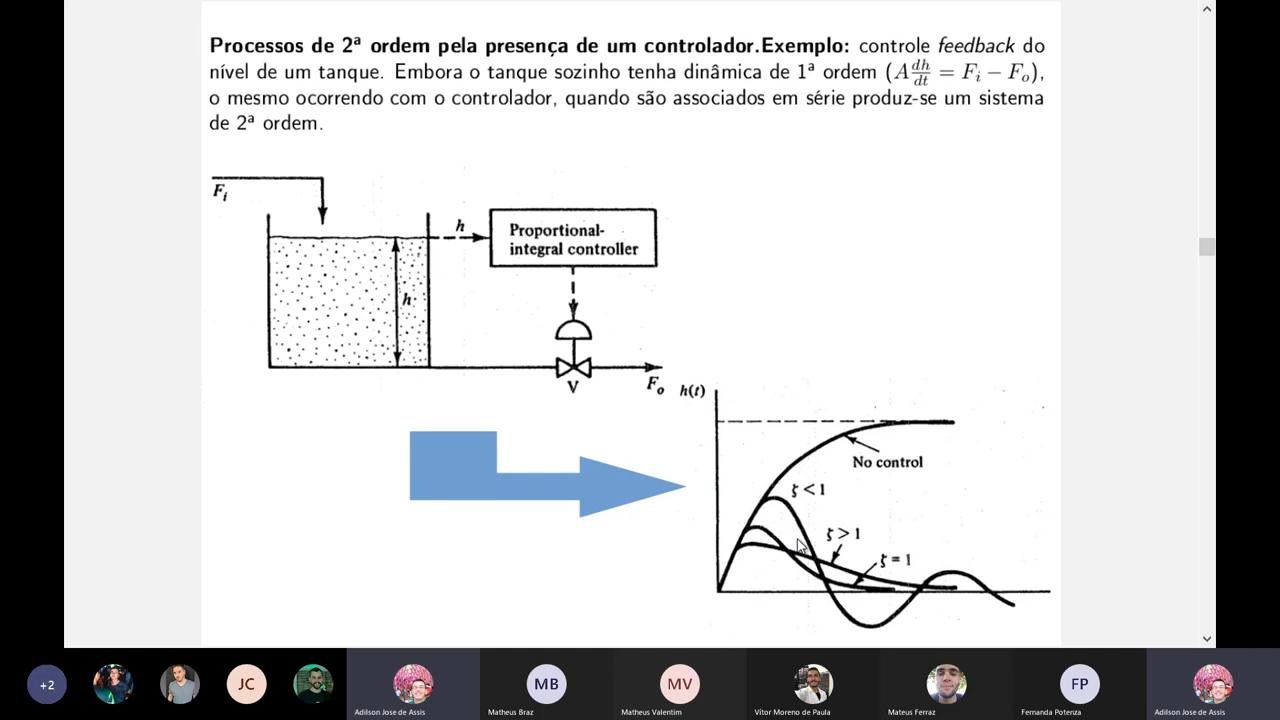 Processos de 2ª ordem pela presença de um controlador.Exemplo: controle feedback do
nível de um tanque. Embora o tanque sozinho tenha dinâmica de 1ª ordem (A dh/dt = Fi − Fo),
o mesmo ocorrendo com o controlador, quando são associados em série produz-se um sistema
de 2ª ordem.
Fi
h
Proportional-
integral controller
h
V
Fo
h(t)
No control
ζ < 1
ζ > 1
ζ = 1
+2
JC
MB
MV
FP
Adilson Jose de Assis
Matheus Braz
Matheus Valentim
Vítor Moreno de Paula
Mateus Ferraz
Fernanda Potenza
Adilson Jose de Assis